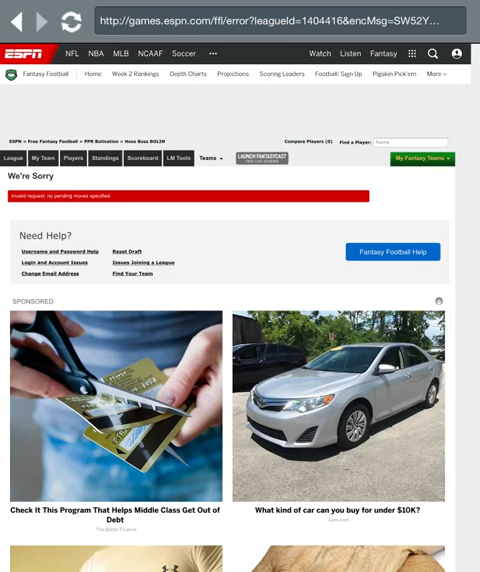 http://games.espn.com/ffl/error?leagueId=1404416&encMsg=SW52Y…
ESPN NFL NBA MLB NCAAF Soccer ••• Watch Listen Fantasy
Fantasy Football Home Week 2 Rankings Depth Charts Projections Scoring Leaders Football: Sign Up Pigskin Pick'em More
ESPN > Free Fantasy Football > PPR Bolination > Hoss Boss BOLIN Compare Players (0) Find a Player: Name
League My Team Players Standings Scoreboard LM Tools Teams LAUNCH FANTASYCAST My Fantasy Teams
We're Sorry
Invalid request: no pending moves specified.
Need Help?
Username and Password Help Reset Draft
Fantasy Football Help
Login and Account Issues Issues Joining a League
Change Email Address Find Your Team
SPONSORED
Check It This Program That Helps Middle Class Get Out of
Debt
The Better Finance
What kind of car can you buy for under $10K?
Cars.com